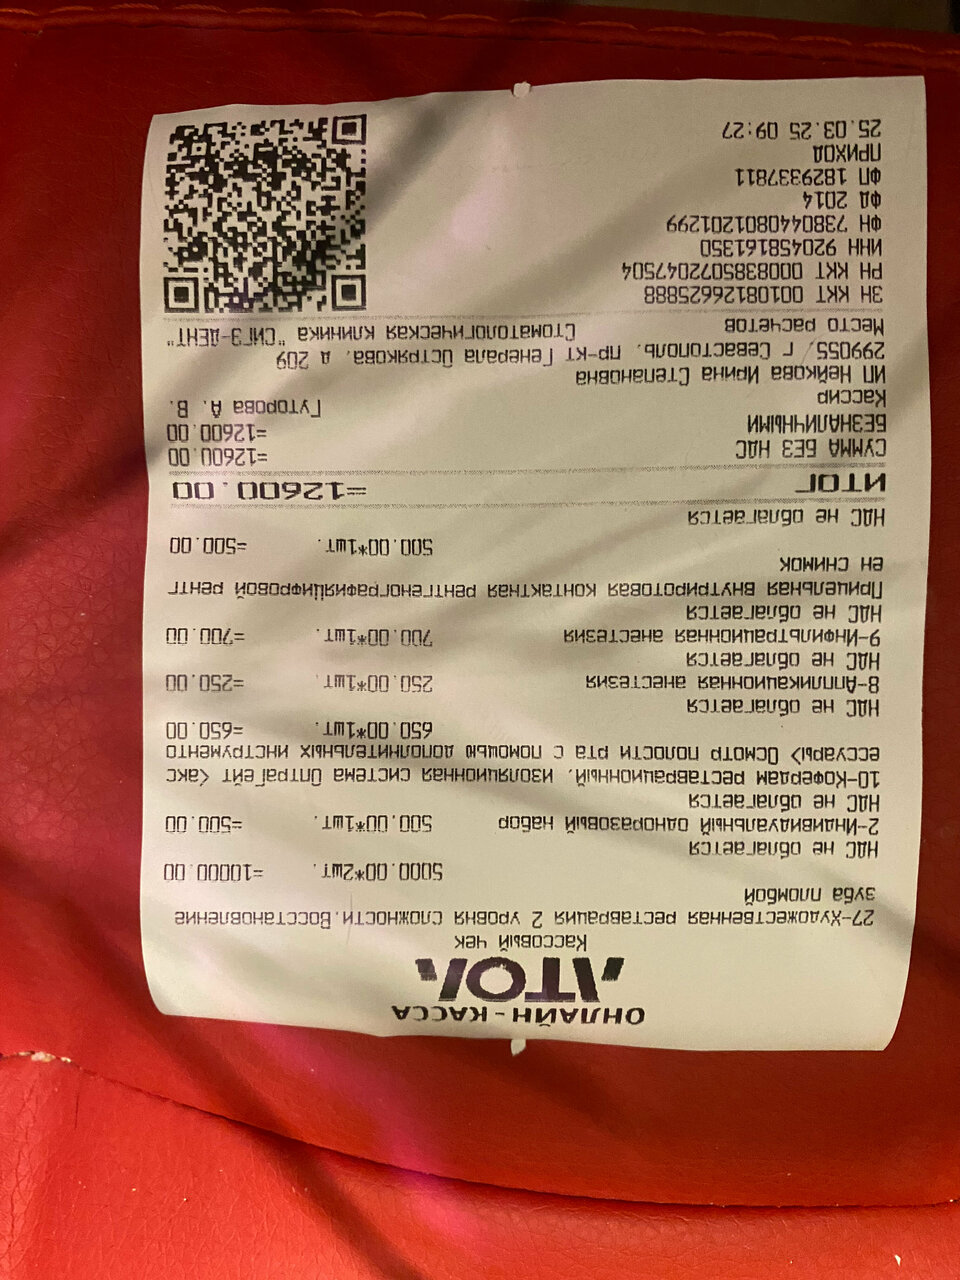 ОНЛАЙН-КАССА
АТОЛ
Кассовый чек
27-Художественная реставрация 2 уровня сложности.Восстановление
зуба пломбой
5000.00*2шт. =10000.00
НДС не облагается
2-Индивидуальный одноразовый набор 500.00*1шт. =500.00
НДС не облагается
10-Кофердам реставрационный, изоляционная система ОптраГейт (акс
ессуары) Осмотр полости рта с помощью дополнительных инструменто
650.00*1шт. =650.00
НДС не облагается
8-Аппликационная анестезия 250.00*1шт. =250.00
НДС не облагается
9-Инфильтрационная анестезия 700.00*1шт. =700.00
НДС не облагается
Прицельная внутриротовая контактная рентгенография|Цифровой рентг
ен снимок
500.00*1шт. =500.00
НДС не облагается
ИТОГ =12600.00
СУММА БЕЗ НДС =12600.00
БЕЗНАЛИЧНЫМИ =12600.00
Кассир Гуторова А. В.
ИП Нейкова Ирина Степановна
299055, г Севастополь, пр-кт Генерала Острякова, д 209
Место расчетов Стоматологическая клиника "СИГЭ-ДЕНТ"
ЗН ККТ 00108126625888
РН ККТ 0008385072047504
ИНН 920458161350
ФН 7380440801201299
ФД 2014
ФП 1829337811
ПРИХОД
25.03.25 09:27